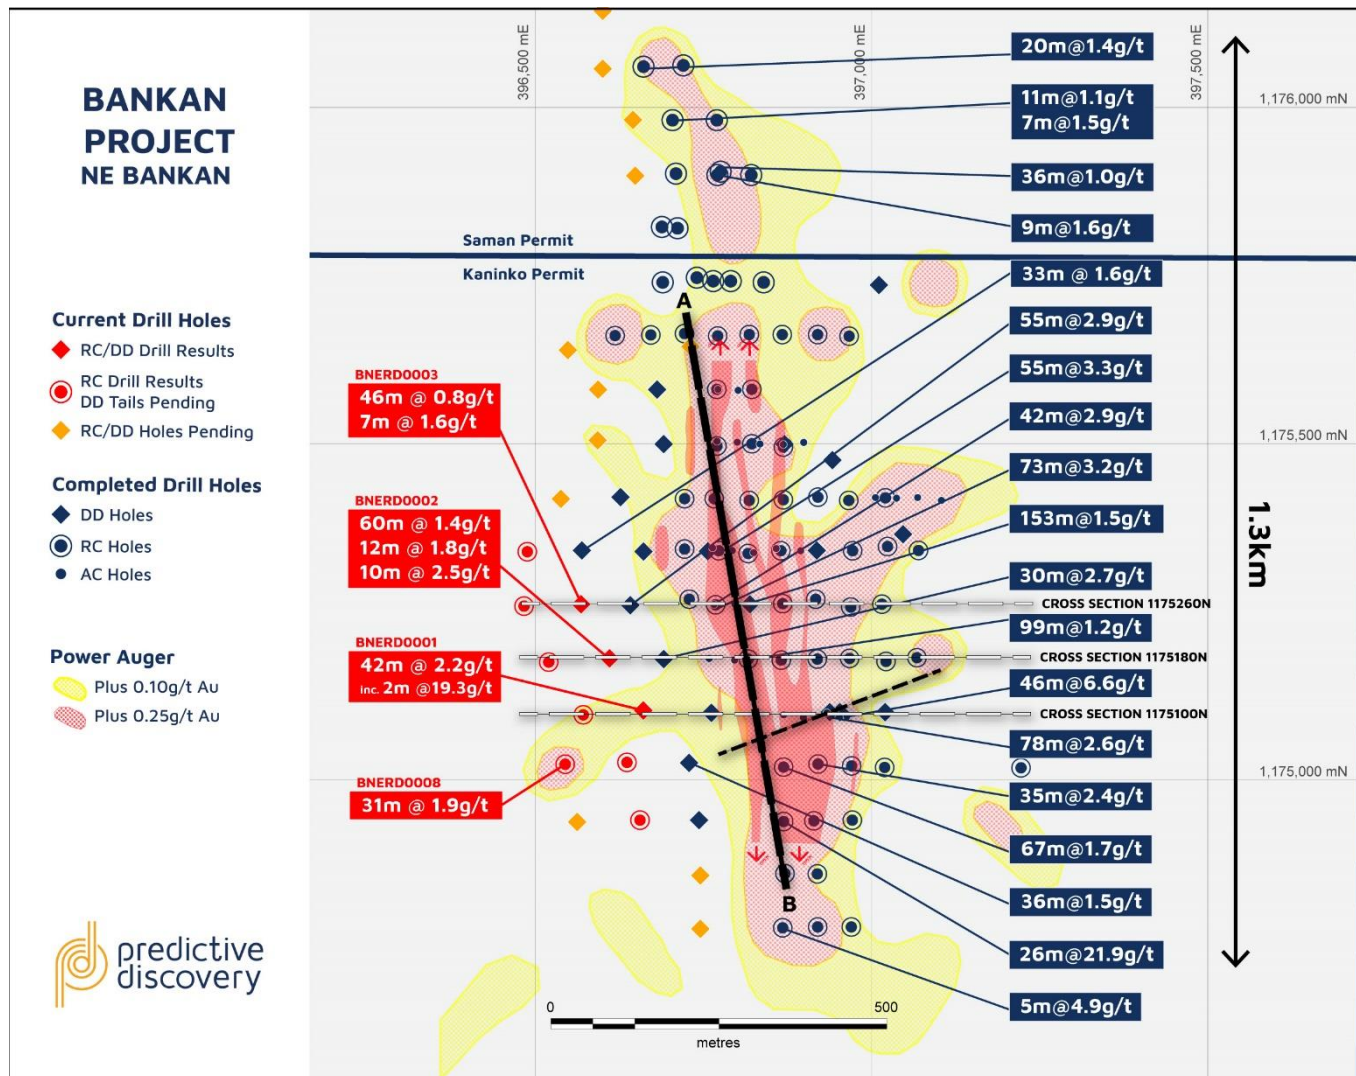 BANKAN
PROJECT
NE BANKAN
Current Drill Holes
RC/DD Drill Results
RC Drill Results
DD Tails Pending
RC/DD Holes Pending
Completed Drill Holes
DD Holes
RC Holes
AC Holes
Power Auger
Plus 0.10g/t Au
Plus 0.25g/t Au
predictive
discovery
396,500 mE
397,000 mE
397,500 mE
1,176,000 mN
1,175,500 mN
1,175,000 mN
Saman Permit
Kaninko Permit
A
B
BNERD0003
46m @ 0.8g/t
7m @ 1.6g/t
BNERD0002
60m @ 1.4g/t
12m @ 1.8g/t
10m @ 2.5g/t
BNERD0001
42m @ 2.2g/t
inc. 2m @19.3g/t
BNERD0008
31m @ 1.9g/t
20m@1.4g/t
11m@1.1g/t
7m@1.5g/t
36m@1.0g/t
9m@1.6g/t
33m @ 1.6g/t
55m@2.9g/t
55m@3.3g/t
42m@2.9g/t
73m@3.2g/t
153m@1.5g/t
30m@2.7g/t
CROSS SECTION 1175260N
99m@1.2g/t
CROSS SECTION 1175180N
46m@6.6g/t
CROSS SECTION 1175100N
78m@2.6g/t
35m@2.4g/t
67m@1.7g/t
36m@1.5g/t
26m@21.9g/t
5m@4.9g/t
1.3km
0
500
metres